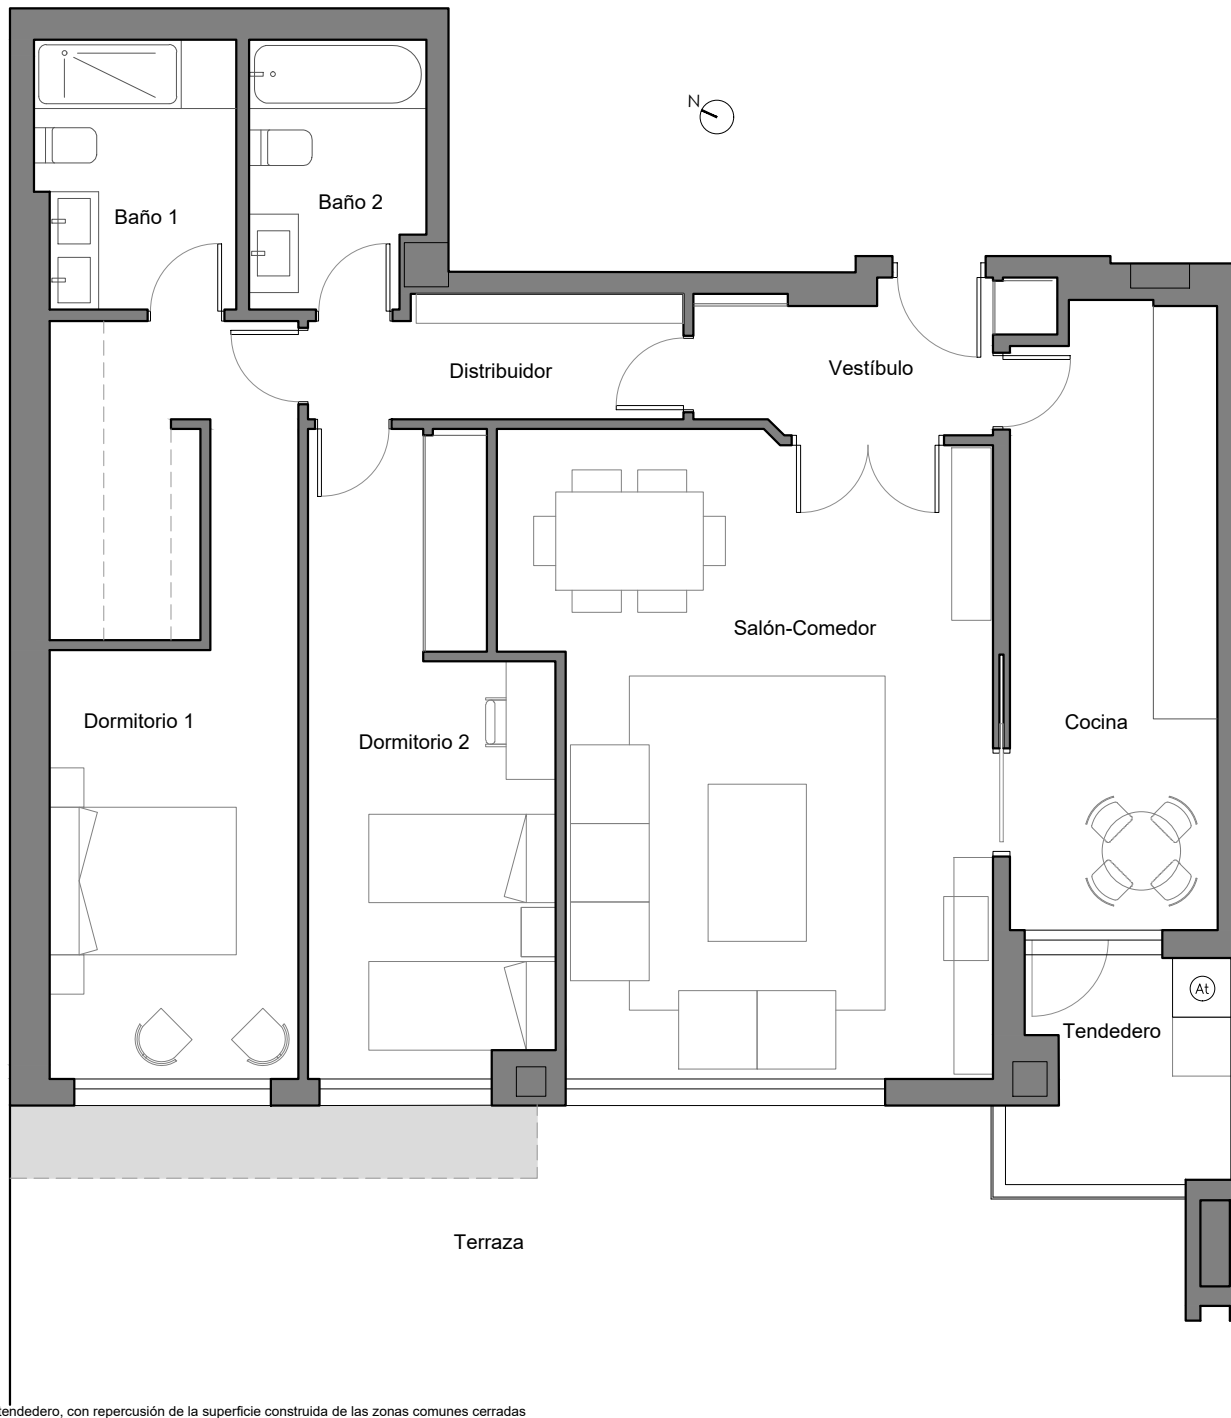 N
Baño 1
Baño 2
Distribuidor
Vestíbulo
Salón-Comedor
Dormitorio 1
Dormitorio 2
Cocina
At
Tendedero
Terraza
tendedero, con repercusión de la superficie construida de las zonas comunes cerradas